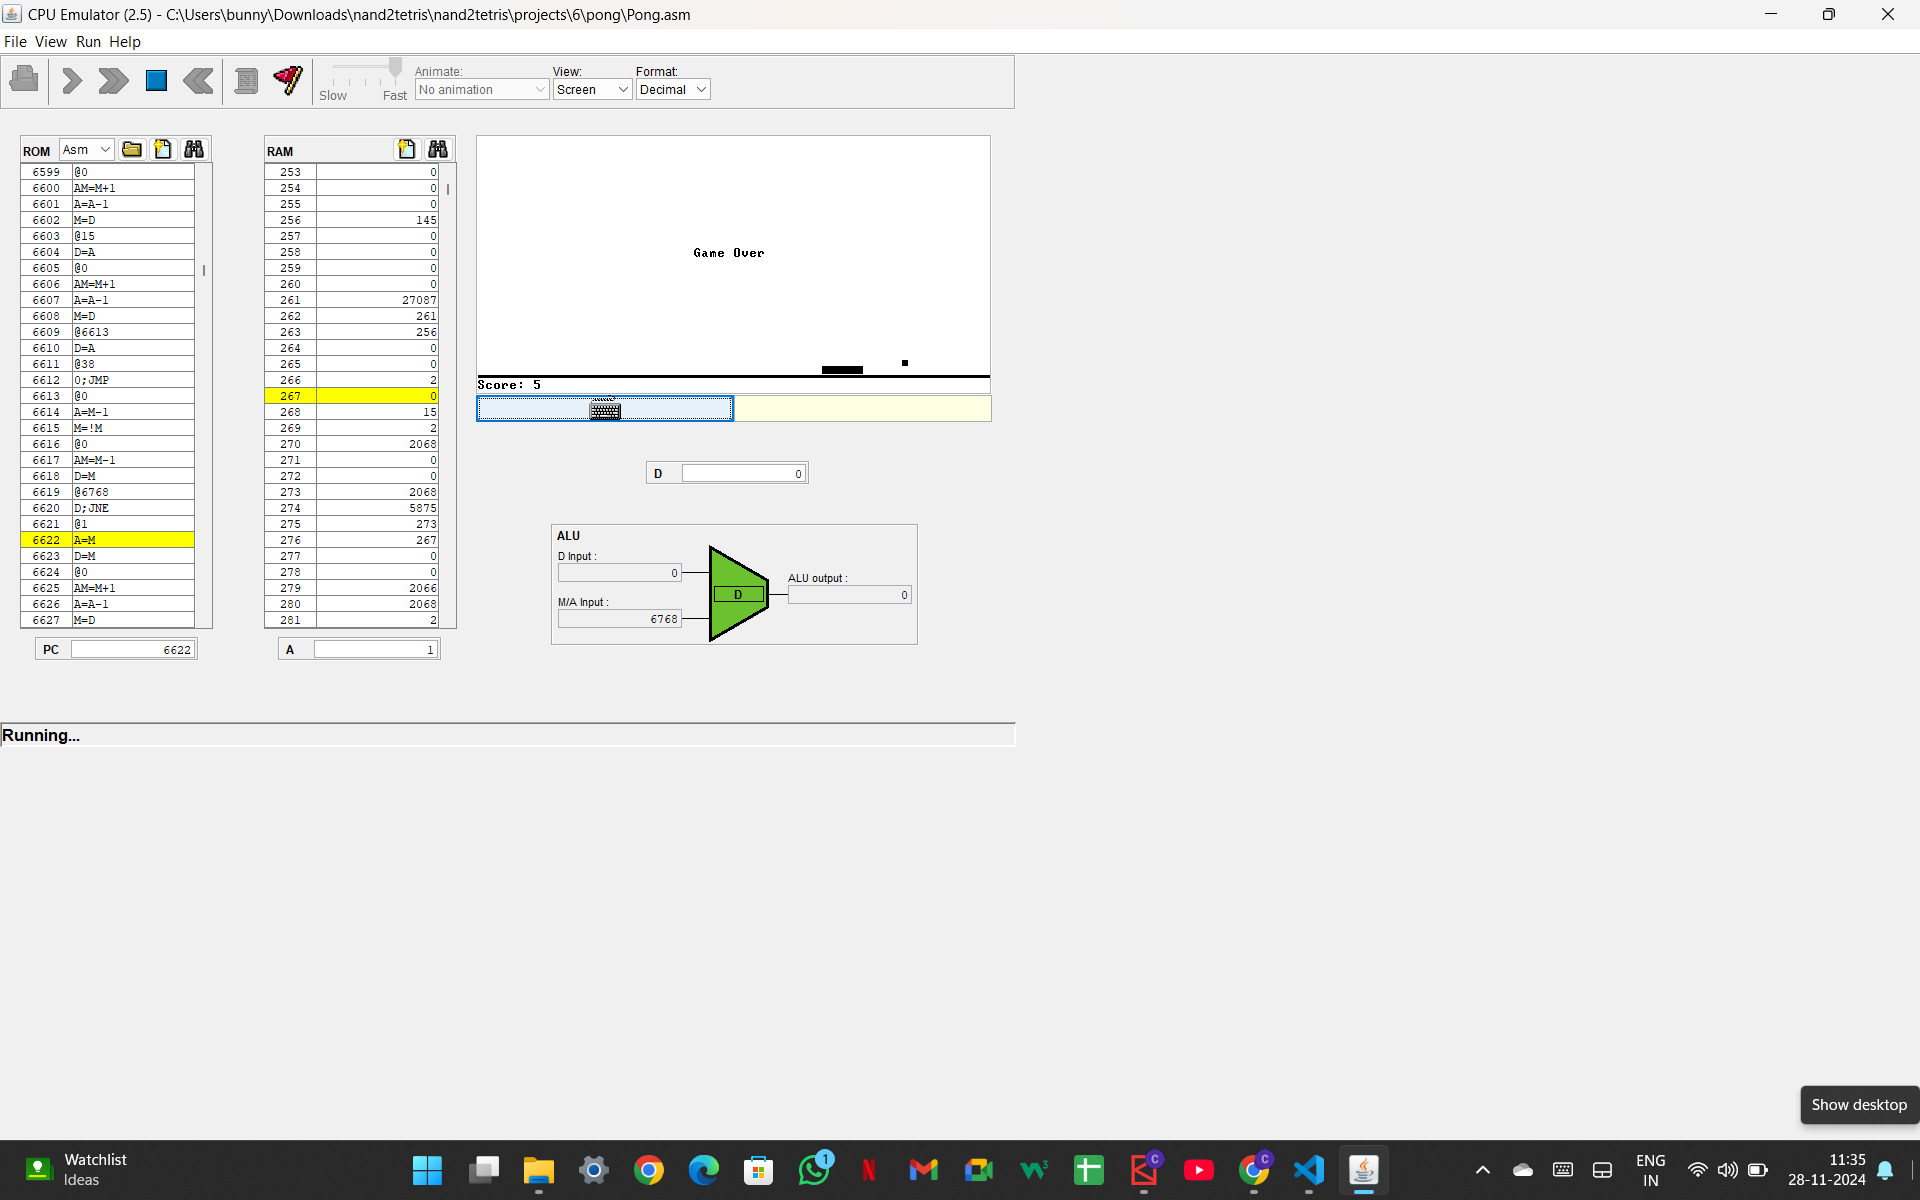 CPU Emulator (2.5) - C:\Users\bunny\Downloads\nand2tetris\nand2tetris\projects\6\pong\Pong.asm
File View Run Help
Slow Fast
Animate:
No animation
View:
Screen
Format:
Decimal
ROM Asm
6599 @0
6600 AM=M+1
6601 A=A-1
6602 M=D
6603 @15
6604 D=A
6605 @0
6606 AM=M+1
6607 A=A-1
6608 M=D
6609 @6613
6610 D=A
6611 @38
6612 0;JMP
6613 @0
6614 A=M-1
6615 M=!M
6616 @0
6617 AM=M-1
6618 D=M
6619 @6768
6620 D;JNE
6621 @1
6622 A=M
6623 D=M
6624 @0
6625 AM=M+1
6626 A=A-1
6627 M=D
PC 6622
RAM
253 0
254 0
255 0
256 145
257 0
258 0
259 0
260 0
261 27087
262 261
263 256
264 0
265 0
266 2
267 0
268 15
269 2
270 2068
271 0
272 0
273 2068
274 5875
275 273
276 267
277 0
278 0
279 2066
280 2068
281 2
A 1
Game Over
Score: 5
D 0
ALU
D Input :
0
M/A Input :
6768
D
ALU output :
0
Running...
Show desktop
Watchlist
Ideas
1
ENG
IN
11:35
28-11-2024